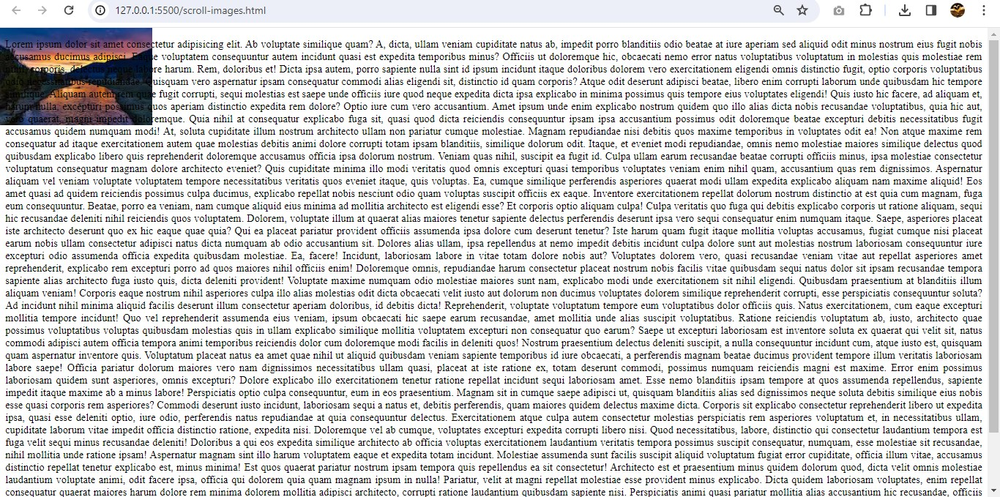 127.0.0.1:5500/scroll-images.html
Lorem ipsum dolor sit amet consectetur adipisicing elit. Ab voluptate similique quam? A, dicta, ullam veniam cupiditate natus ab, impedit porro blanditiis odio beatae at iure aperiam sed aliquid odit minus nostrum eius fugit nobis
accusamus ducimus adipisci. Eaque voluptatem consequuntur autem incidunt quasi est expedita temporibus minus? Officiis ut doloremque hic, obcaecati nemo error natus voluptatibus voluptatum in molestias quis molestiae rem
nihil, corporis, delectus neque labore harum. Rem, doloribus et! Dicta ipsa autem, porro sapiente nulla sint id ipsum incidunt itaque doloribus dolorem vero exercitationem eligendi omnis distinctio fugit, optio corporis voluptatibus
odio necessitatibus repudiandae. Quisquam vero aspernatur ipsam consequatur commodi alias eligendi sit, distinctio id quam corporis? Atque odit deserunt adipisci beatae, libero enim corrupti laborum unde voluptatibus hic tempore
similique. Aliquam autem rem quae fugit corrupti, sequi molestias est saepe unde officiis iure quod neque expedita dicta ipsa explicabo in minima possimus quis tempore eius voluptates eligendi! Quis iusto hic facere, ad aliquam et,
harum nulla, excepturi possimus quos aperiam distinctio expedita rem dolore? Optio iure cum vero accusantium. Amet ipsum unde enim explicabo nostrum quidem quo illo alias dicta nobis recusandae voluptatibus, quia hic aut,
vero quaerat, magni impedit doloremque. Quia nihil at consequatur explicabo fuga sit, quasi quod dicta reiciendis consequuntur ipsam ipsa accusantium possimus odit doloremque beatae excepturi debitis necessitatibus fugit
accusamus quidem numquam modi! At, soluta cupiditate illum nostrum architecto ullam non pariatur cumque molestiae. Magnam repudiandae nisi debitis quos maxime temporibus in voluptates odit ea! Non atque maxime rem
consequatur ad itaque exercitationem autem quae molestias debitis animi dolore corrupti totam ipsam blanditiis, similique dolorum odit. Itaque, et eveniet modi repudiandae, omnis nemo molestiae maiores similique delectus quod
quibusdam explicabo libero quis reprehenderit doloremque accusamus officia ipsa dolorum nostrum. Veniam quas nihil, suscipit ea fugit id. Culpa ullam earum recusandae beatae corrupti officiis minus, ipsa molestiae consectetur
voluptatum consequatur magnam dolore architecto eveniet? Quis cupiditate minima illo modi veritatis quod omnis excepturi quasi temporibus voluptates veniam enim nihil quam, accusantium quas rem dignissimos. Aspernatur
aliquam vel veniam voluptate voluptatem tempore necessitatibus veritatis quos eveniet itaque, quis voluptas. Ea, cumque similique perferendis asperiores quaerat modi ullam expedita explicabo aliquam nam maxime aliquid! Eos
amet quasi ad quidem reiciendis possimus culpa ducimus, explicabo repellat nobis nesciunt odio quam voluptas suscipit officiis ex eaque. Inventore exercitationem repellat dolorum nostrum distinctio at est quia cum magnam, fuga
eum consequuntur. Beatae, porro ea veniam, nam cumque aliquid eius minima ad mollitia architecto est eligendi esse? Et corporis optio aliquam culpa! Culpa veritatis quo fuga qui debitis explicabo corporis ut ratione aliquam, sequi
hic recusandae deleniti nihil reiciendis quos voluptatem. Dolorem, voluptate illum at quaerat alias maiores tenetur sapiente delectus perferendis deserunt ipsa vero sequi consequatur enim numquam itaque. Saepe, asperiores placeat
iste architecto deserunt quo ex hic eaque quae quia? Qui ea placeat pariatur provident officiis assumenda ipsa dolore cum deserunt tenetur? Iste harum quam fugit itaque mollitia voluptas accusamus, fugiat cumque nisi placeat
earum nobis ullam consectetur adipisci natus dicta numquam ab odio accusantium sit. Dolores alias ullam, ipsa repellendus at nemo impedit debitis incidunt culpa dolore sunt aut molestias nostrum laboriosam consequuntur iure
excepturi odio assumenda officia expedita quibusdam molestiae. Ea, facere! Incidunt, laboriosam labore in vitae totam dolore nobis aut? Voluptates dolorem vero, quasi recusandae veniam vitae aut repellat asperiores amet
reprehenderit, explicabo rem excepturi porro ad quos maiores nihil officiis enim! Doloremque omnis, repudiandae harum consectetur placeat nostrum nobis facilis vitae quibusdam sequi natus dolor sit ipsam recusandae tempora
sapiente alias architecto fuga iusto quis, dicta deleniti provident! Voluptate maxime numquam odio molestiae maiores sunt nam, explicabo modi unde exercitationem sit nihil eligendi. Quibusdam praesentium at blanditiis illum
aliquam veniam! Corporis eaque nostrum nihil asperiores culpa illo alias molestias odit dicta obcaecati velit iusto aut dolorum non ducimus voluptates dolorem similique reprehenderit corrupti, esse perspiciatis consequuntur soluta?
Ad incidunt nihil minima aliquid facilis deserunt illum consectetur aperiam doloribus, id debitis dicta! Reprehenderit, voluptate voluptatum tempore eum voluptatibus dolor officiis quis. Natus exercitationem, cum eaque excepturi
mollitia tempore incidunt! Quo vel reprehenderit assumenda eius veniam, ipsum obcaecati hic saepe earum recusandae, amet mollitia unde alias suscipit voluptatibus. Ratione reiciendis voluptatum ab, iusto, architecto quae
possimus voluptatibus voluptas quibusdam molestias quis in ullam explicabo similique mollitia voluptatem excepturi non consequatur quo earum? Saepe ut excepturi laboriosam est inventore soluta ex quaerat qui velit sit, natus
commodi adipisci autem officia tempora animi temporibus reiciendis dolor cum doloremque modi facilis in deleniti quos! Nostrum praesentium delectus deleniti suscipit, a nulla consequuntur incidunt cum, atque iusto est, quisquam
quam aspernatur inventore quis. Voluptatum placeat natus ea amet quae nihil ut aliquid quibusdam veniam sapiente temporibus id iure obcaecati, a perferendis magnam beatae ducimus provident tempore illum veritatis laboriosam
labore saepe! Officia pariatur dolorum maiores vero nam dignissimos necessitatibus ullam quasi, placeat at iste ratione ex, totam deserunt commodi, possimus numquam reiciendis magni est maxime. Error enim possimus
laboriosam quidem sunt asperiores, omnis excepturi? Dolore explicabo illo exercitationem tenetur ratione repellat incidunt sequi laboriosam amet. Esse nemo blanditiis ipsam tempore at quos assumenda repellendus, sapiente
impedit itaque maxime ab a minus labore! Perspiciatis optio culpa consequuntur, eum in eos praesentium. Magnam sit in cumque saepe adipisci ut, quisquam blanditiis alias sed dignissimos neque soluta debitis similique eius nobis
esse quasi corporis rem asperiores? Commodi deserunt iusto incidunt, laboriosam sequi a natus et, debitis perferendis, quam maiores quidem delectus maxime dicta. Corporis sit explicabo consectetur reprehenderit libero ut expedita
ipsa, quasi esse deleniti optio, iure odio, perferendis natus repudiandae at quia consequuntur delectus. Exercitationem atque culpa autem consectetur molestias perspiciatis rem asperiores voluptatum et, in necessitatibus ullam,
cupiditate laborum vitae impedit officia distinctio ratione, expedita nisi. Doloremque vel ab cumque, voluptates excepturi expedita corrupti libero nisi. Quod necessitatibus, labore, distinctio qui consectetur laudantium tempora est
fuga velit sequi minus recusandae deleniti! Doloribus a qui eos expedita similique architecto ab officia voluptas exercitationem laudantium veritatis tempora possimus suscipit consequatur, numquam, esse molestiae sit recusandae,
nihil mollitia unde ratione ipsam! Aspernatur magnam sint illo harum voluptatem eaque et expedita totam incidunt. Molestiae assumenda sunt facilis suscipit aliquid voluptatum fugiat error cupiditate, officia illum vitae, accusamus
distinctio repellat tenetur explicabo est, minus minima! Est quos quaerat pariatur nostrum ipsam tempora quis repellendus ea sit consectetur! Architecto est et praesentium minus quidem dolorum quod, dicta velit omnis molestiae
laudantium voluptate animi, odit facere ipsa, officia qui dolorem quia quam magnam ipsum in nulla! Pariatur, velit at magni repellat molestiae esse provident minus explicabo. Dicta quidem laboriosam voluptates, enim repellat
consequatur quaerat maiores harum dolore rem minima dolorem mollitia adipisci architecto, corrupti ratione laudantium quibusdam sapiente nisi. Perspiciatis animi quasi pariatur mollitia alias accusantium hic recusandae, officiis